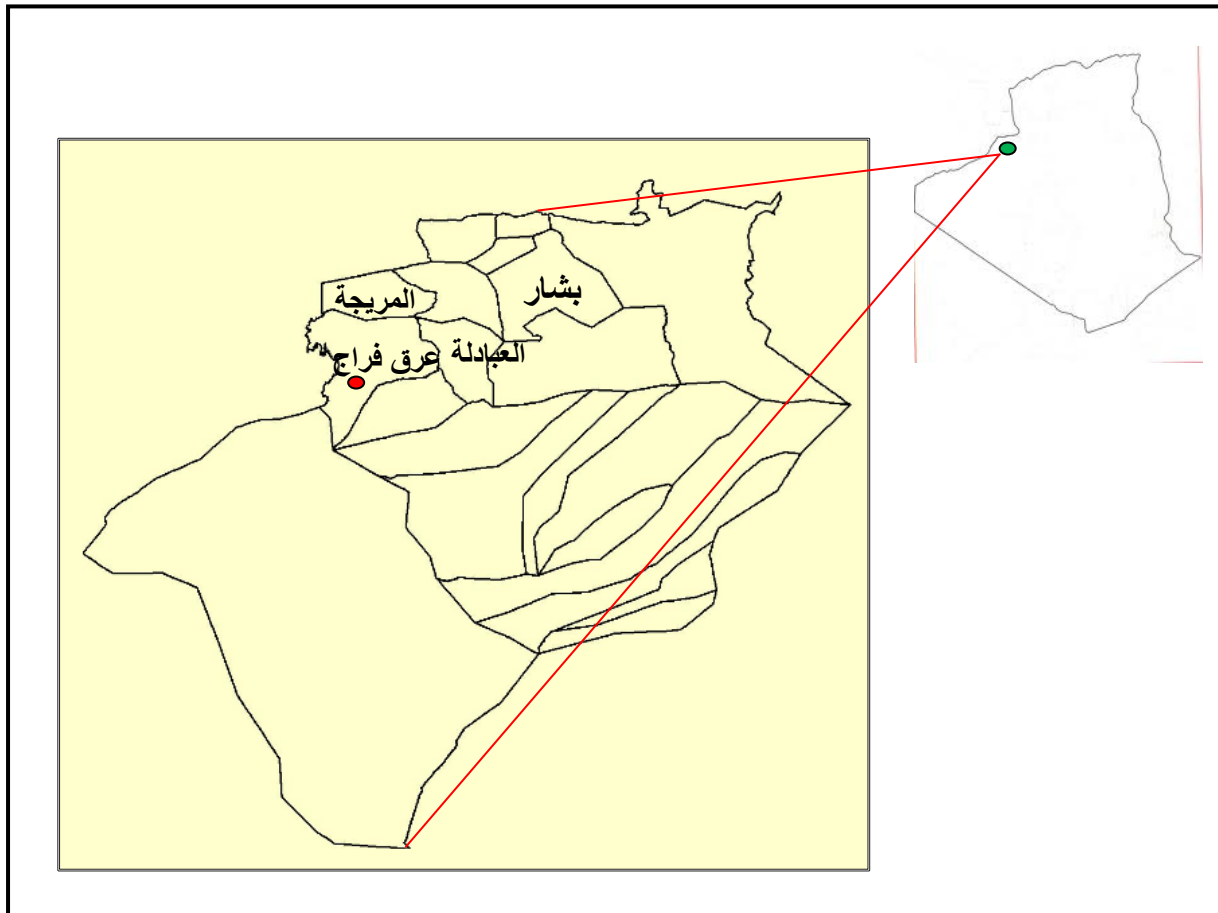 بشار
المريجة
العبادلة
عرق فراج